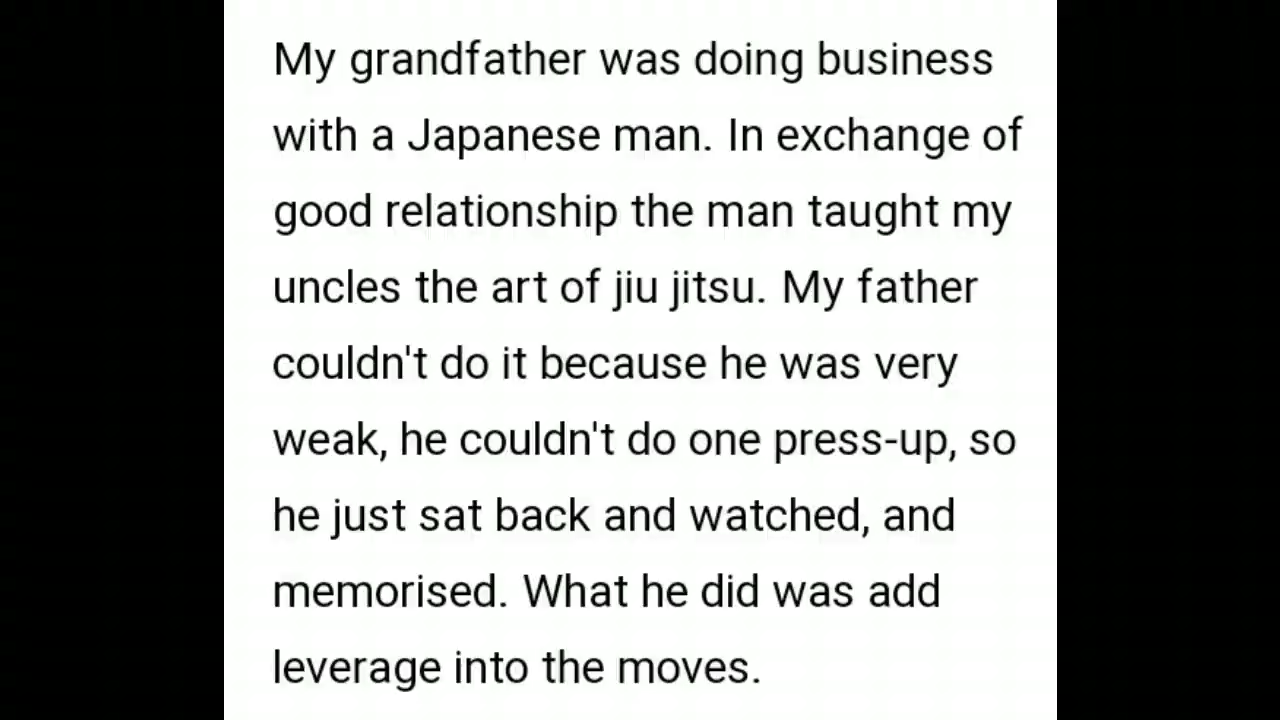 My grandfather was doing business
with a Japanese man. In exchange of
good relationship the man taught my
uncles the art of jiu jitsu. My father
couldn't do it because he was very
weak, he couldn't do one press-up, so
he just sat back and watched, and
memorised. What he did was add
leverage into the moves.